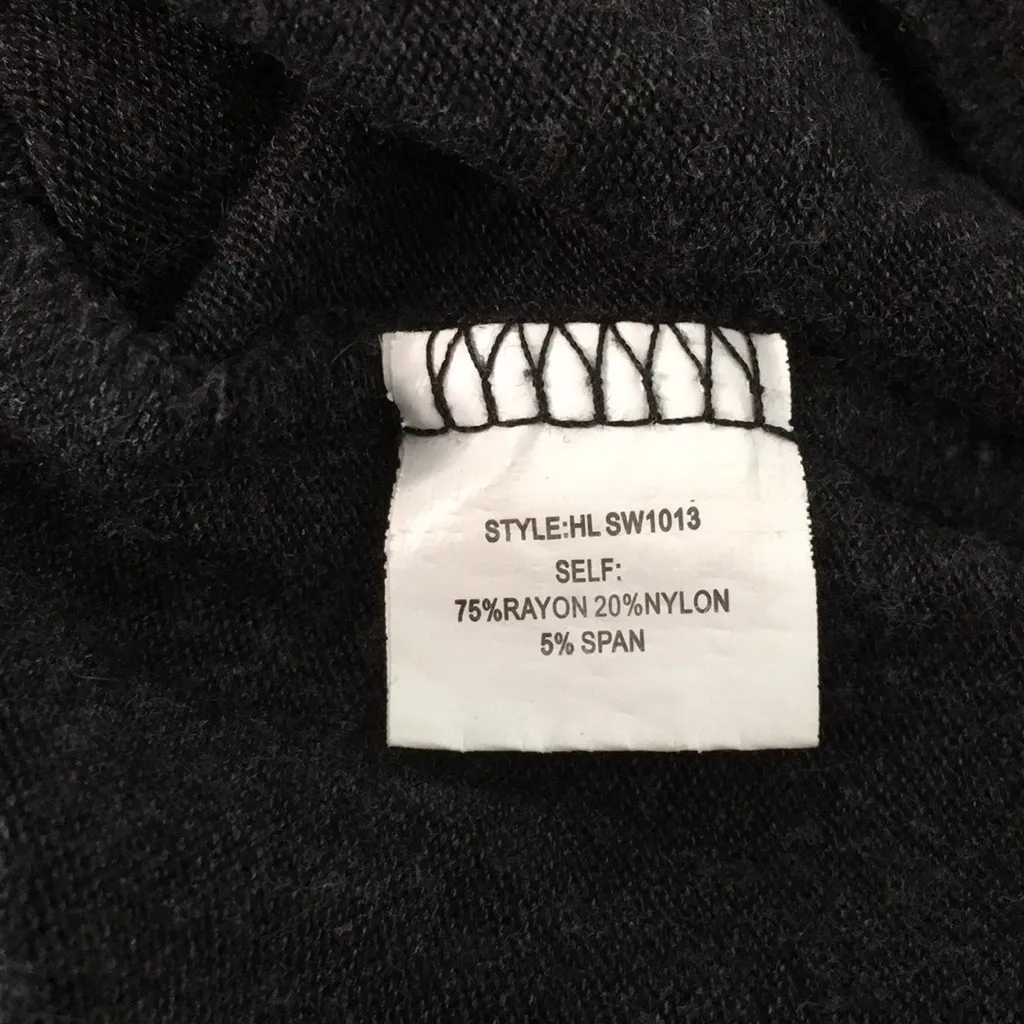 STYLE:HL SW1013
SELF:
75%RAYON 20%NYLON
5% SPAN